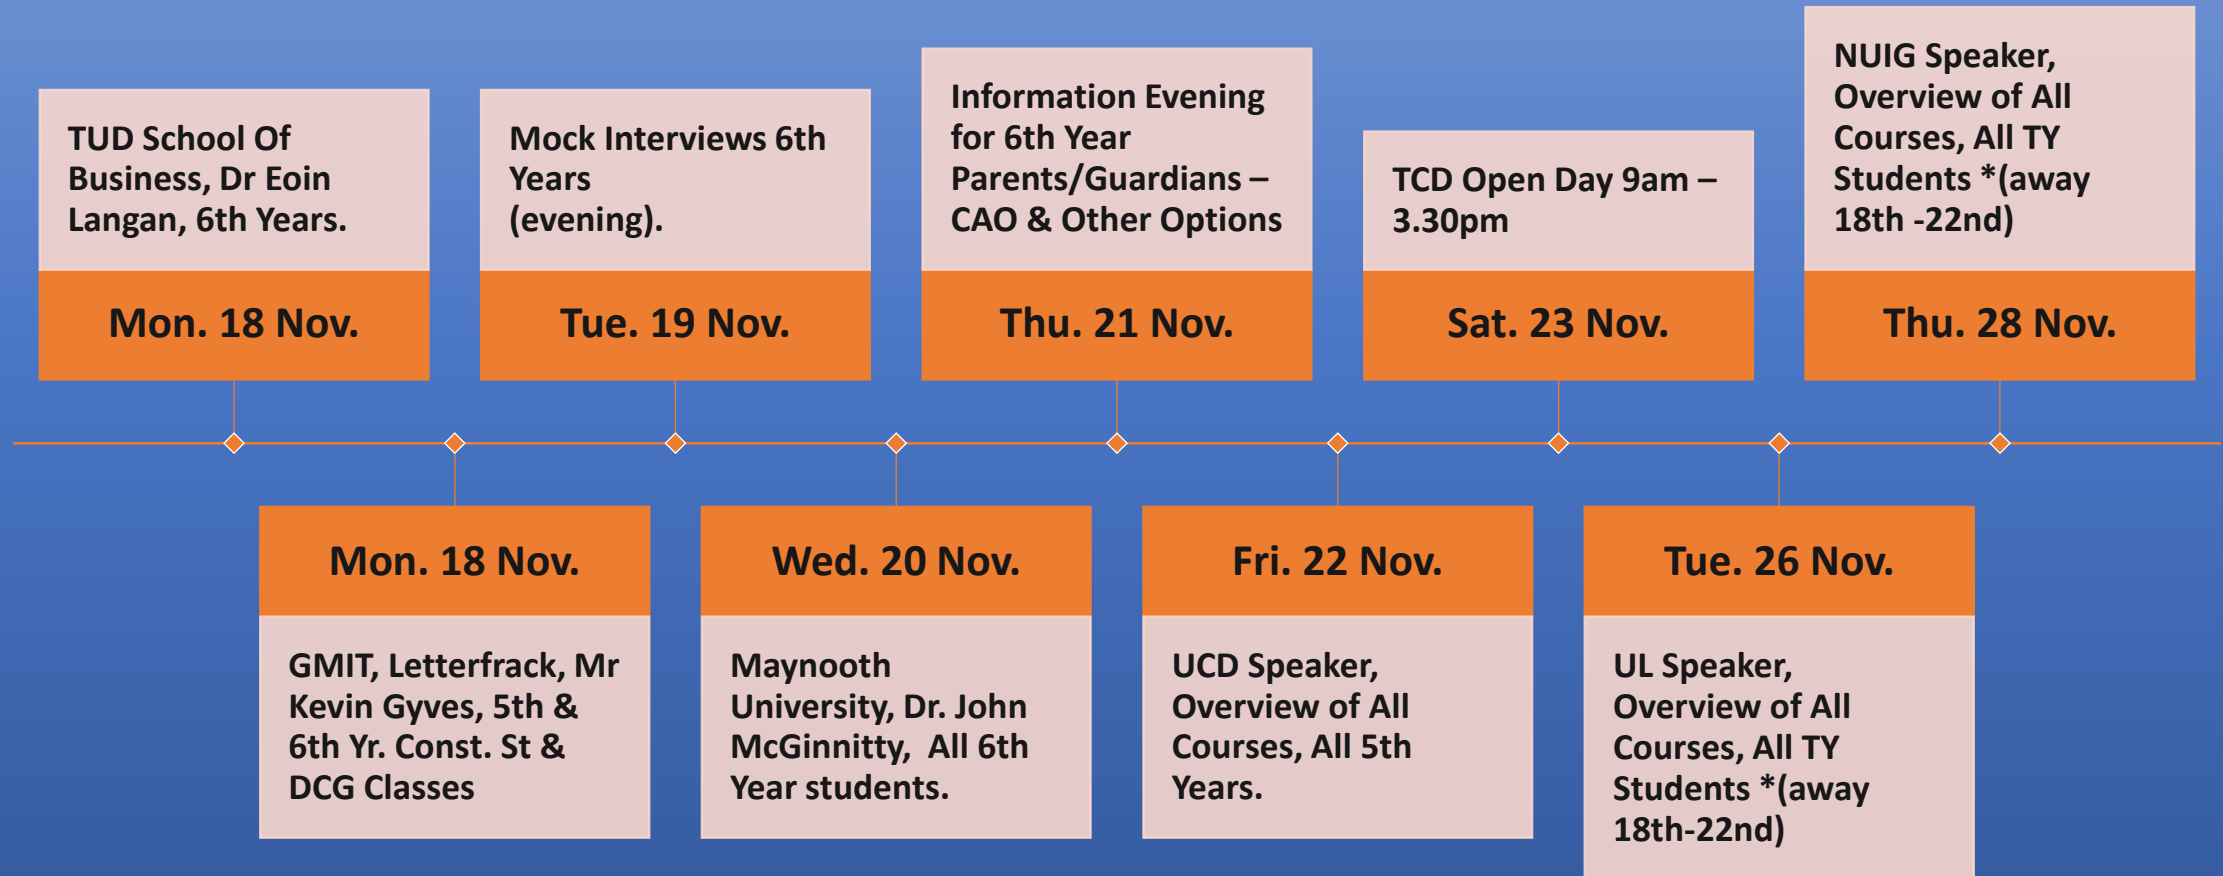 TUD School Of
Business, Dr Eoin
Langan, 6th Years.
Mon. 18 Nov.
Mon. 18 Nov.
GMIT, Letterfrack, Mr
Kevin Gyves, 5th &
6th Yr. Const. St &
DCG Classes
Mock Interviews 6th
Years
(evening).
Tue. 19 Nov.
Wed. 20 Nov.
Maynooth
University, Dr. John
McGinnitty,  All 6th
Year students.
Information Evening
for 6th Year
Parents/Guardians –
CAO & Other Options
Thu. 21 Nov.
Fri. 22 Nov.
UCD Speaker,
Overview of All
Courses, All 5th
Years.
TCD Open Day 9am –
3.30pm
Sat. 23 Nov.
Tue. 26 Nov.
UL Speaker,
Overview of All
Courses, All TY
Students *(away
18th-22nd)
NUIG Speaker,
Overview of All
Courses, All TY
Students *(away
18th -22nd)
Thu. 28 Nov.